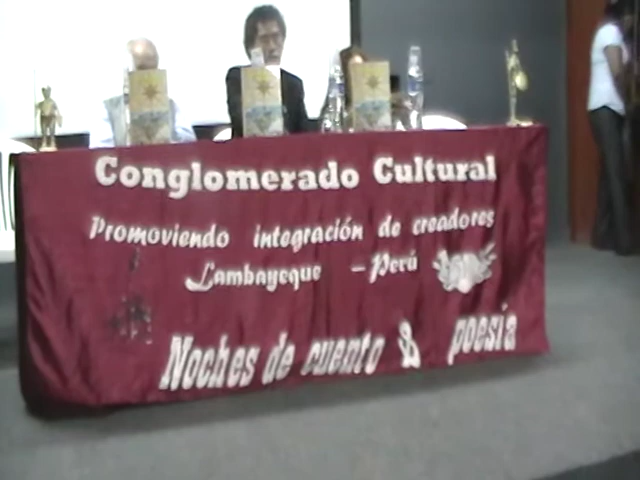 Conglomerado Cultural
Promoviendo integración de creadores
Lambayeque - Perú
Noches de cuento & poesía